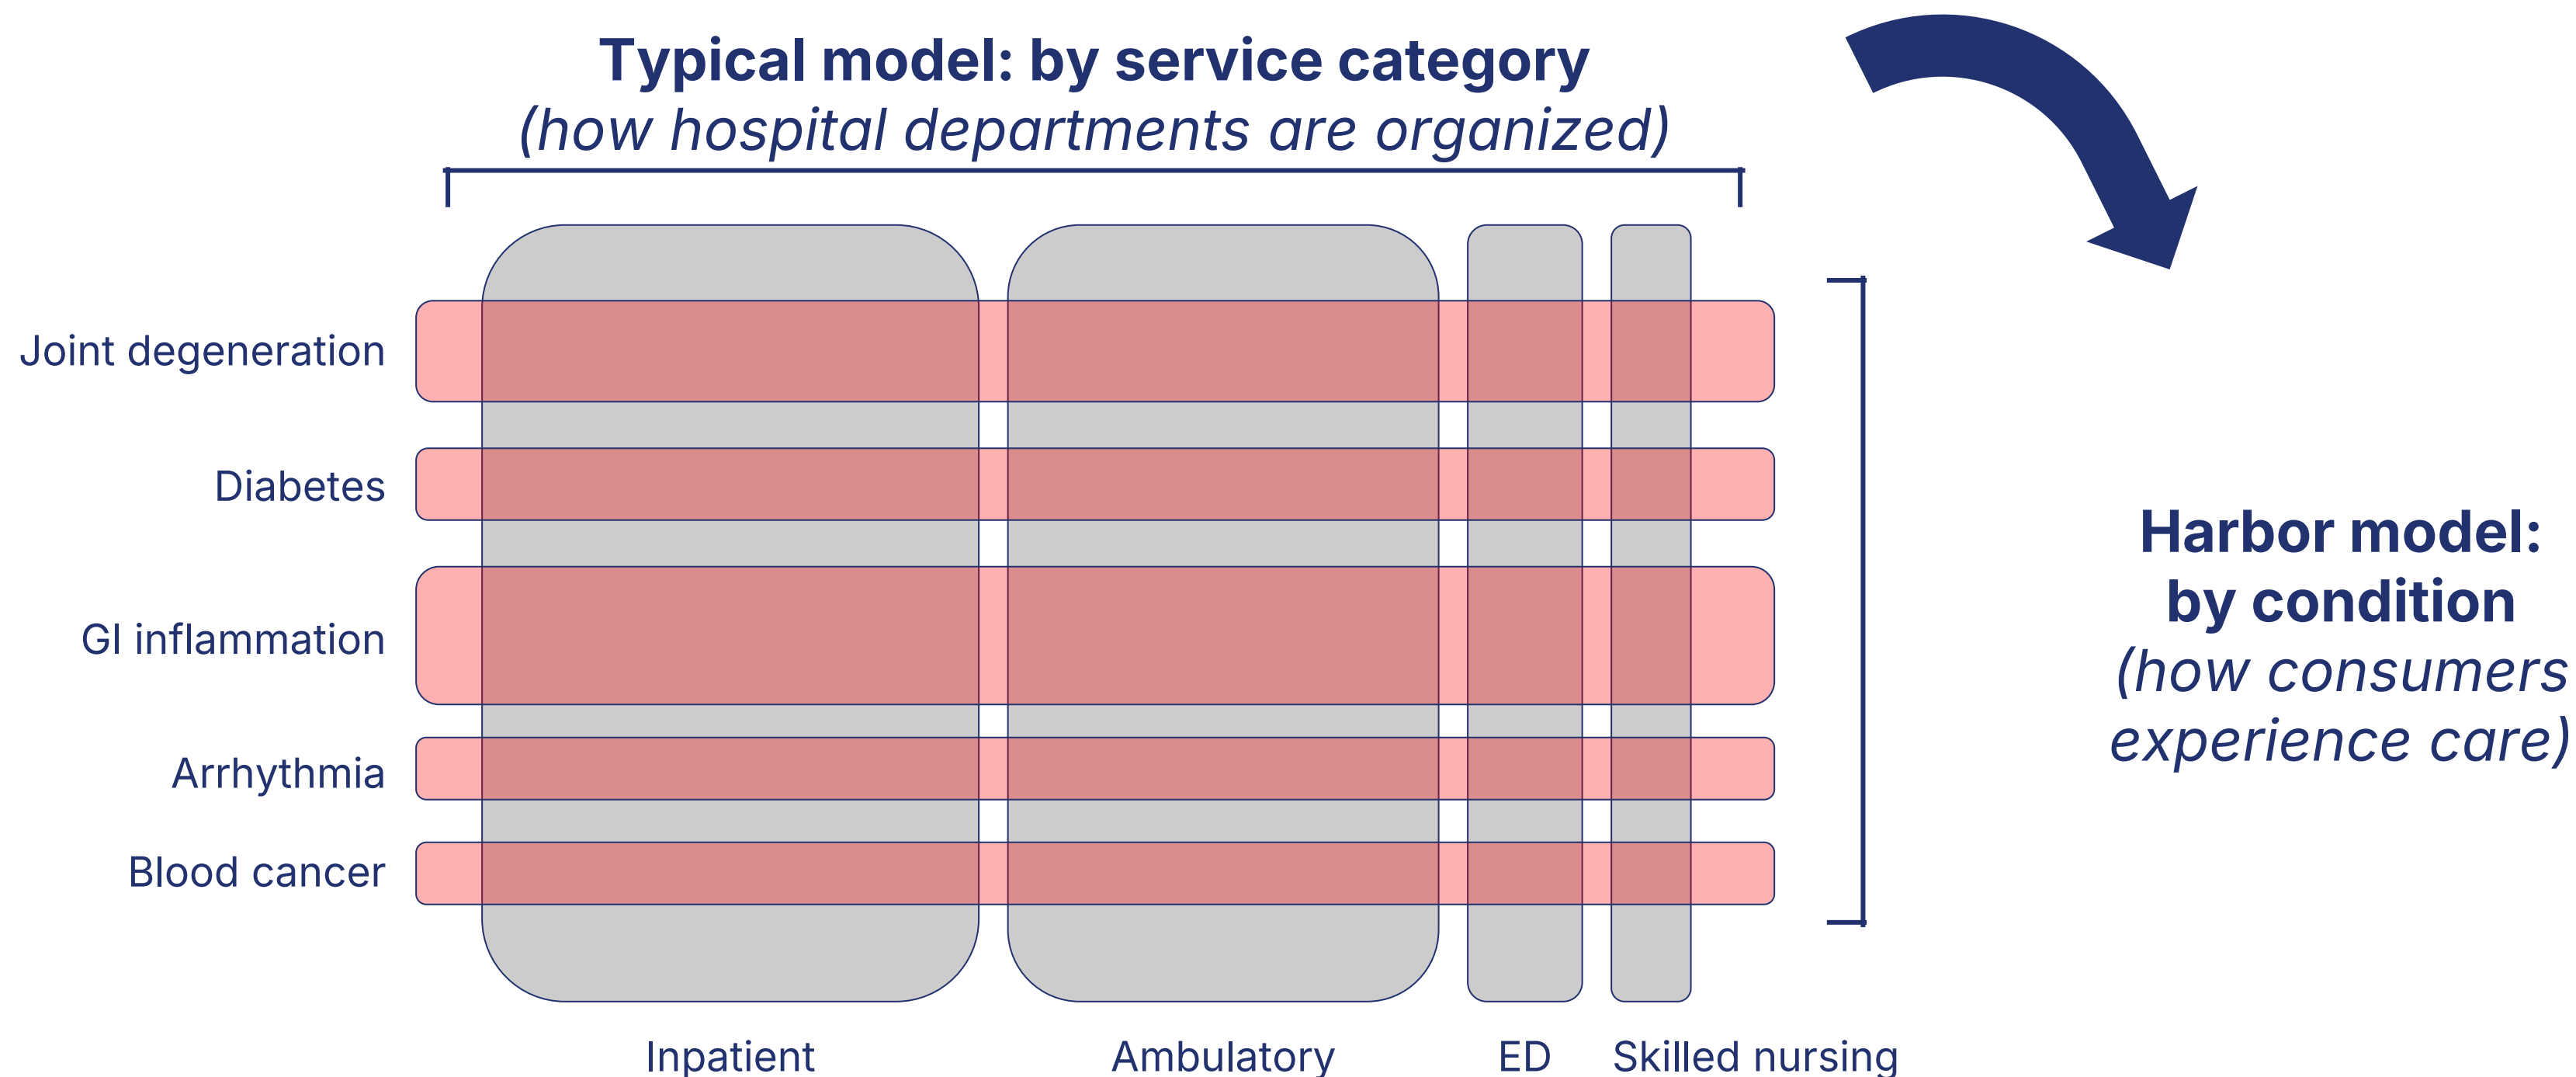 Typical model: by service category
(how hospital departments are organized)
Joint degeneration
Diabetes
GI inflammation
Arrhythmia
Blood cancer
Harbor model:
by condition
(how consumers
experience care)
Inpatient
Ambulatory
ED
Skilled nursing